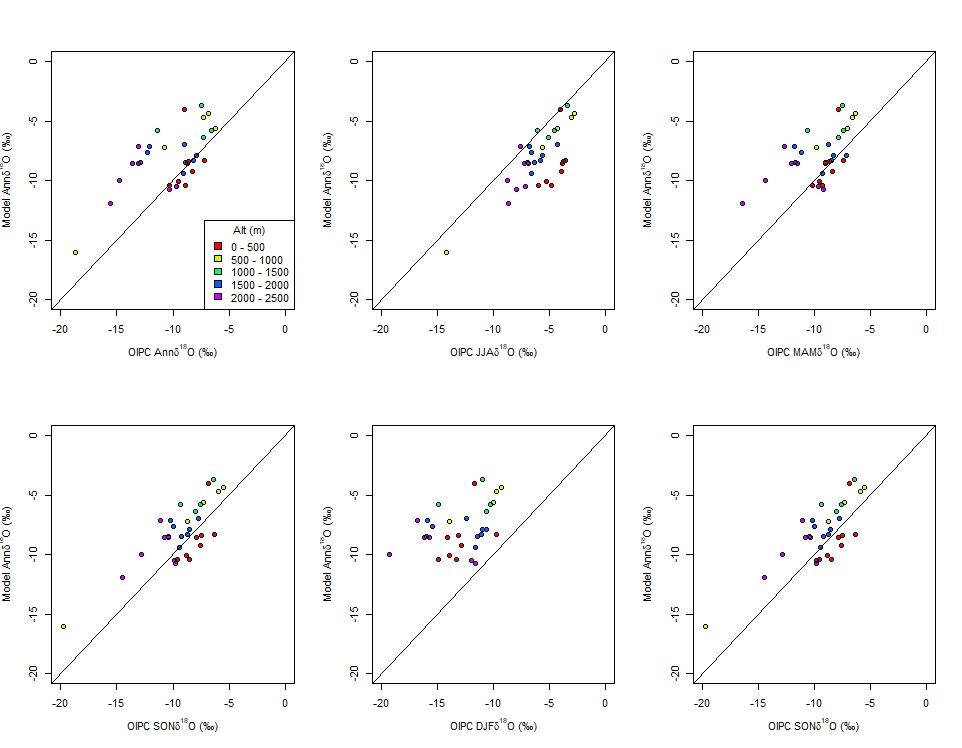 0 0 0
-5 -5 -5
-10 -10 -10
-15 -15 -15
-20 -20 -20
Model Annδ¹⁸O (‰) Model Annδ¹⁸O (‰) Model Annδ¹⁸O (‰)
Alt (m)
0 - 500
500 - 1000
1000 - 1500
1500 - 2000
2000 - 2500
-20 -15 -10 -5 0 -20 -15 -10 -5 0 -20 -15 -10 -5 0
OIPC Annδ¹⁸O (‰) OIPC JJAδ¹⁸O (‰) OIPC MAMδ¹⁸O (‰)
0 0 0
-5 -5 -5
-10 -10 -10
-15 -15 -15
-20 -20 -20
Model Annδ¹⁸O (‰) Model Annδ¹⁸O (‰) Model Annδ¹⁸O (‰)
-20 -15 -10 -5 0 -20 -15 -10 -5 0 -20 -15 -10 -5 0
OIPC SONδ¹⁸O (‰) OIPC DJFδ¹⁸O (‰) OIPC SONδ¹⁸O (‰)